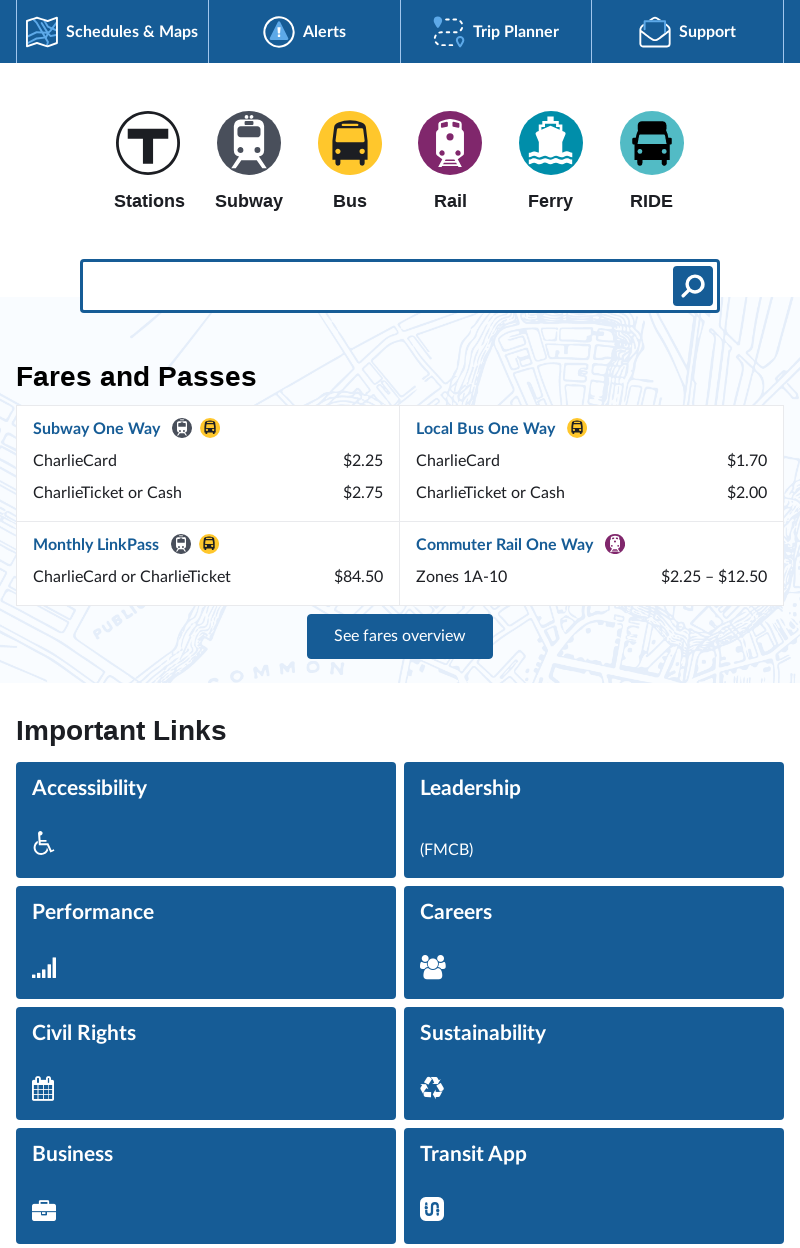 Schedules & Maps
Alerts
Trip Planner
Support
T
Stations
Subway
Bus
Rail
Ferry
RIDE
Fares and Passes
Subway One Way
CharlieCard $2.25
CharlieTicket or Cash $2.75
Local Bus One Way
CharlieCard $1.70
CharlieTicket or Cash $2.00
Monthly LinkPass
CharlieCard or CharlieTicket $84.50
Commuter Rail One Way
Zones 1A-10 $2.25 – $12.50
PUBLIC
COMMON
See fares overview
Important Links
Accessibility
Leadership
(FMCB)
Performance
Careers
Civil Rights
Sustainability
Business
Transit App